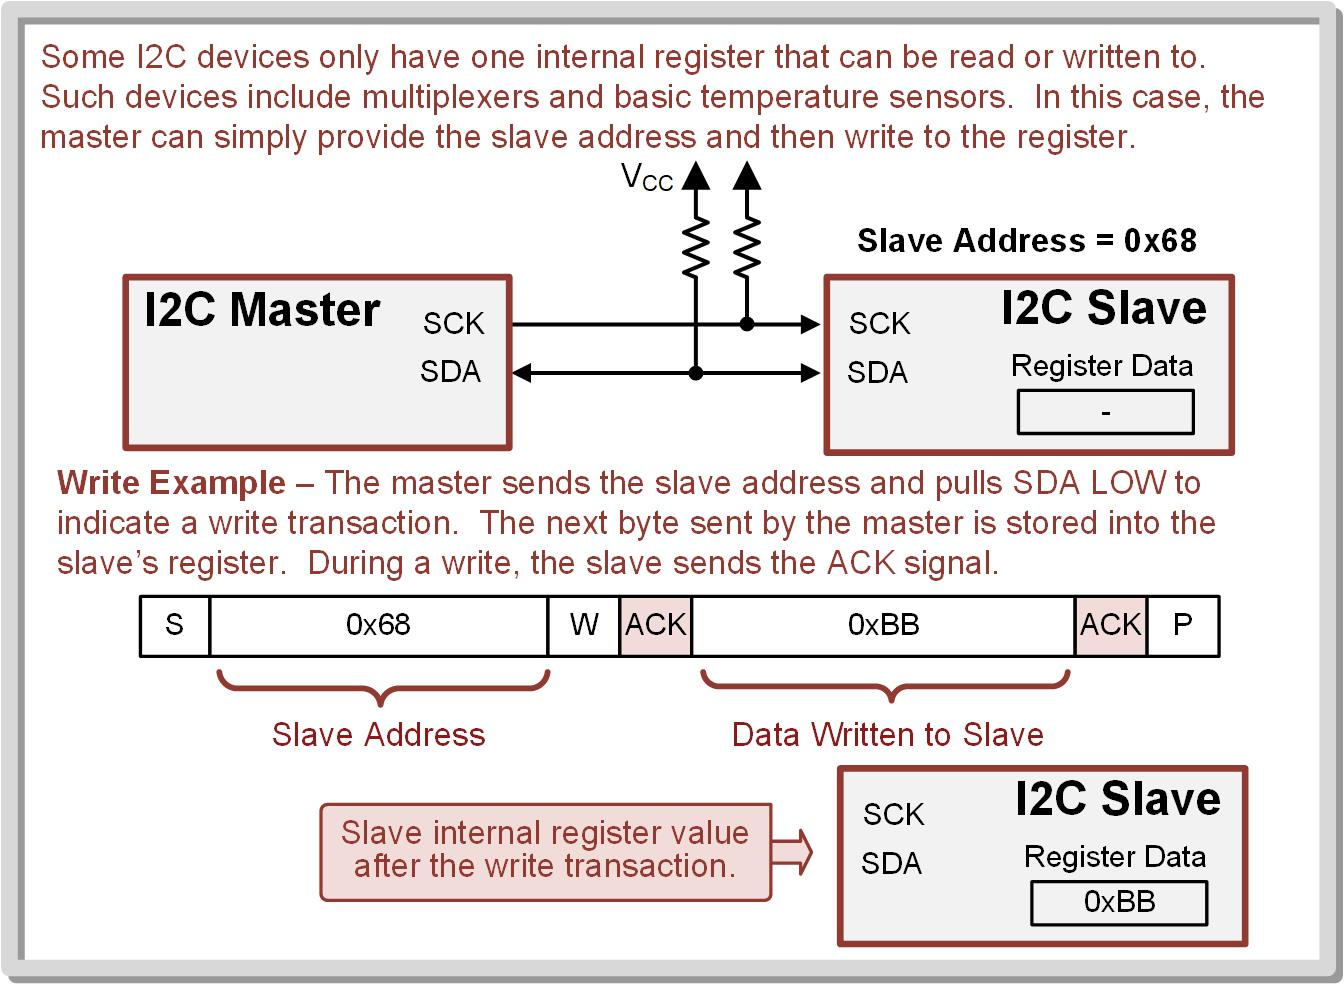 Some I2C devices only have one internal register that can be read or written to.
Such devices include multiplexers and basic temperature sensors.  In this case, the
master can simply provide the slave address and then write to the register.
VCC
Slave Address = 0x68
I2C Master
SCK
SDA
SCK
SDA
I2C Slave
Register Data
-
Write Example – The master sends the slave address and pulls SDA LOW to
indicate a write transaction.  The next byte sent by the master is stored into the
slave’s register.  During a write, the slave sends the ACK signal.
S 0x68 W ACK 0xBB ACK P
Slave Address
Data Written to Slave
Slave internal register value
after the write transaction.
SCK
SDA
I2C Slave
Register Data
0xBB